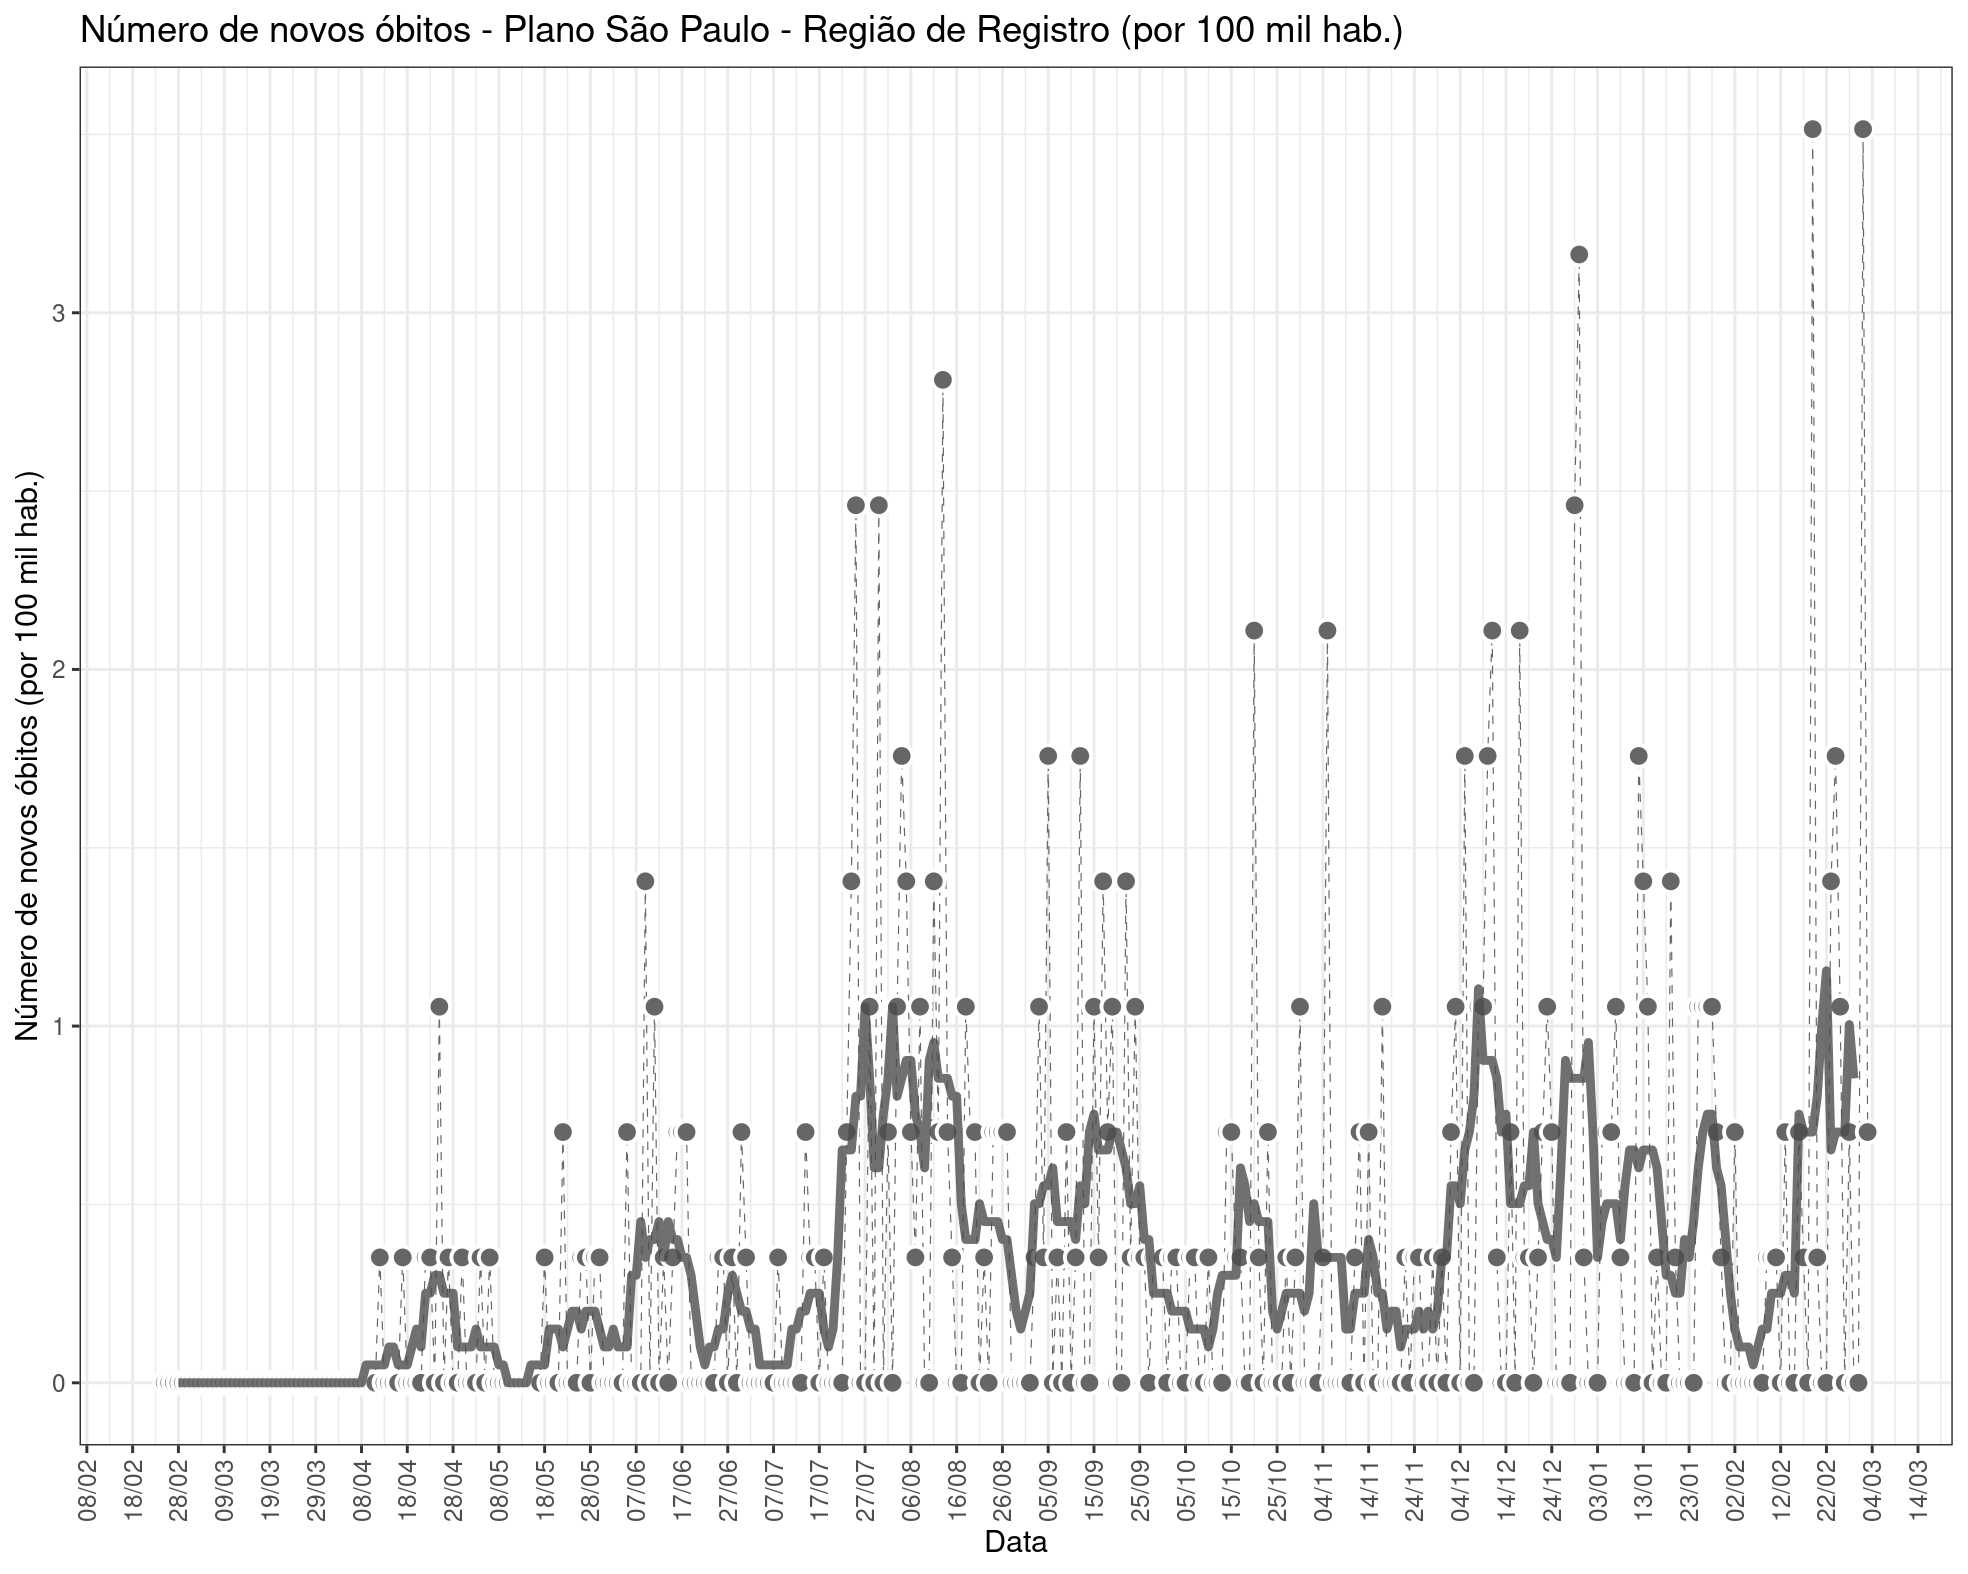 Número de novos óbitos - Plano São Paulo - Região de Registro (por 100 mil hab.)
Número de novos óbitos (por 100 mil hab.)
3
2
1
0
08/02 18/02 28/02 09/03 19/03 29/03 08/04 18/04 28/04 08/05 18/05 28/05 07/06 17/06 27/06 07/07 17/07 27/07 06/08 16/08 26/08 05/09 15/09 25/09 05/10 15/10 25/10 04/11 14/11 24/11 04/12 14/12 24/12 03/01 13/01 23/01 02/02 12/02 22/02 04/03 14/03
Data